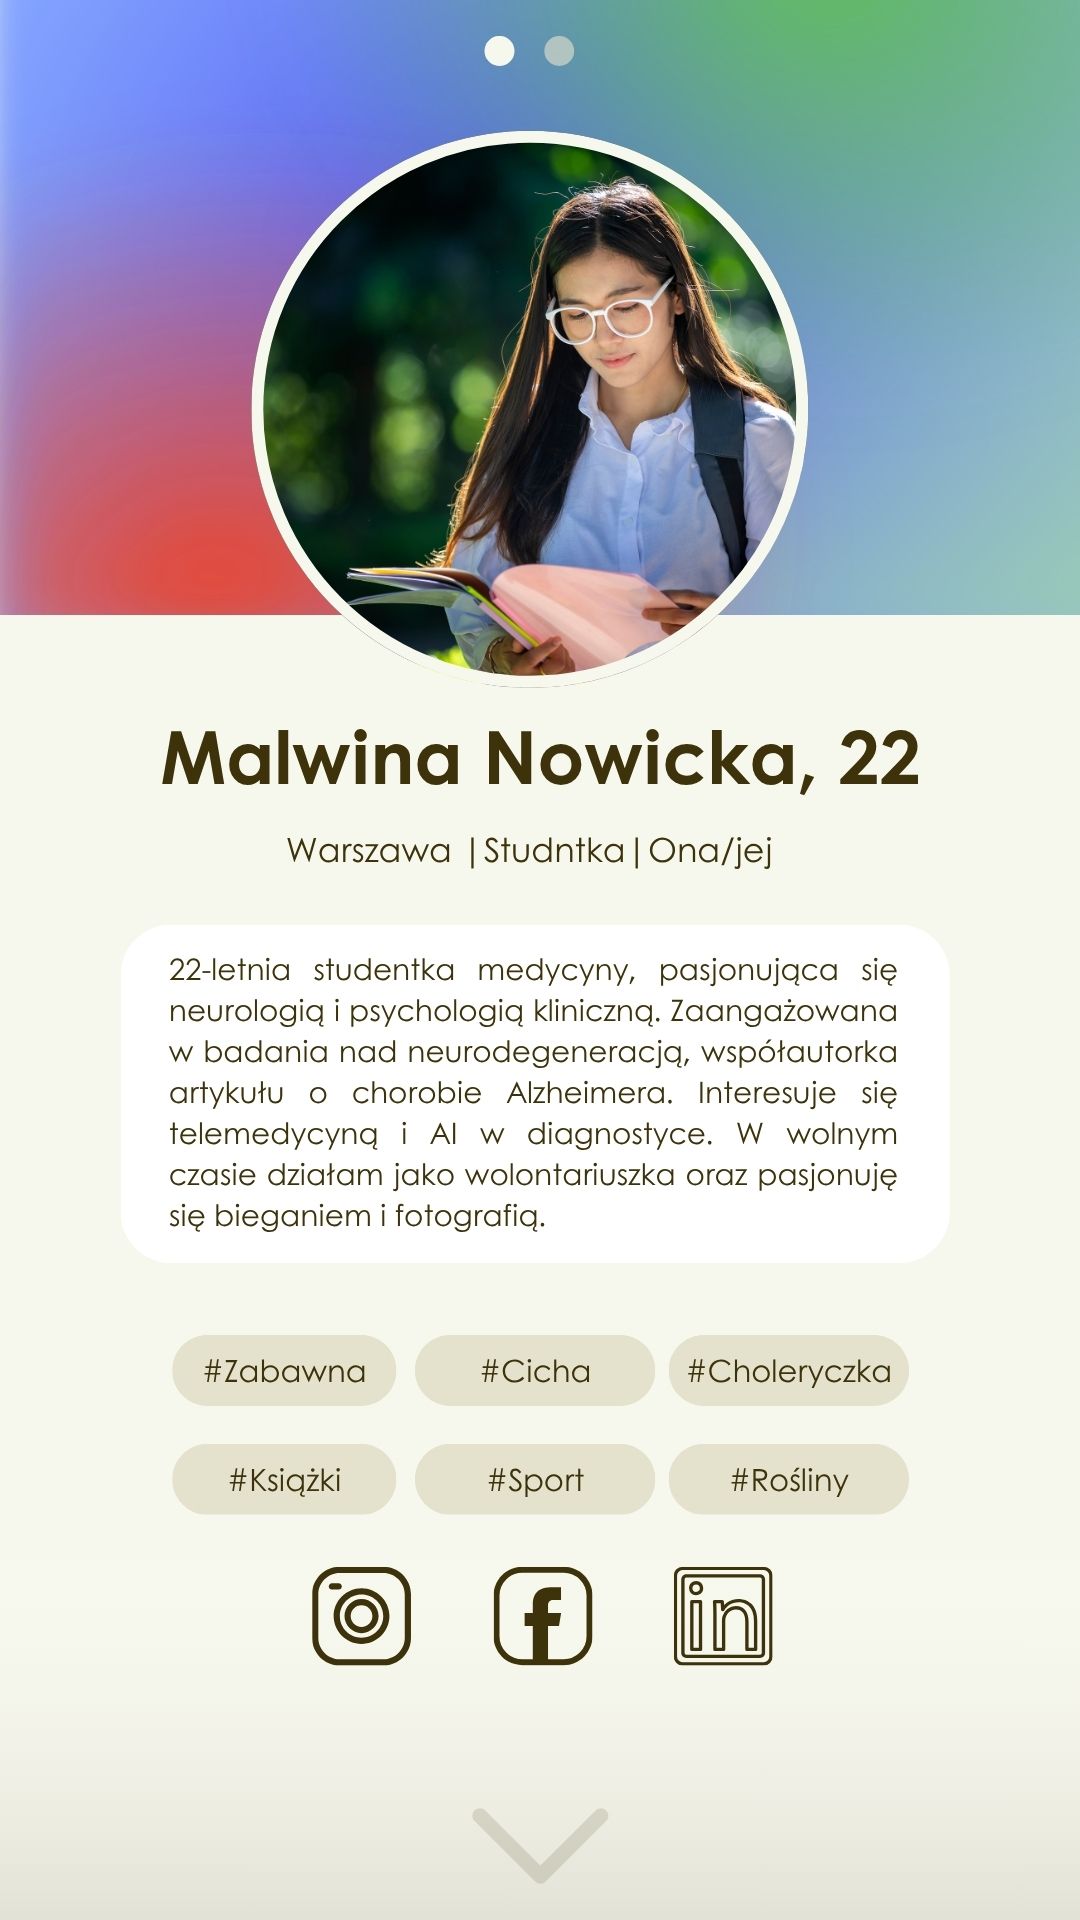 Malwina Nowicka, 22
Warszawa |Studntka|Ona/jej
22-letnia studentka medycyny, pasjonująca się
neurologią i psychologią kliniczną. Zaangażowana
w badania nad neurodegeneracją, współautorka
artykułu o chorobie Alzheimera. Interesuje się
telemedycyną i AI w diagnostyce. W wolnym
czasie działam jako wolontariuszka oraz pasjonuję
się bieganiem i fotografią.
#Zabawna #Cicha #Choleryczka
#Książki #Sport #Rośliny
f in